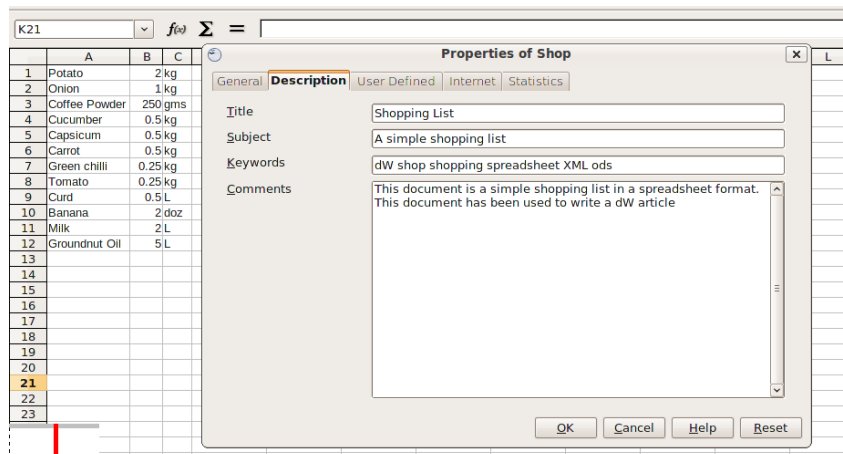 K21
f(x) Σ =
A B C L
1 Potato 2 kg
2 Onion 1 kg
3 Coffee Powder 250 gms
4 Cucumber 0.5 kg
5 Capsicum 0.5 kg
6 Carrot 0.5 kg
7 Green chilli 0.25 kg
8 Tomato 0.25 kg
9 Curd 0.5 L
10 Banana 2 doz
11 Milk 2 L
12 Groundnut Oil 5 L
13
14
15
16
17
18
19
20
21
22
23
Properties of Shop
General Description User Defined Internet Statistics
Title Shopping List
Subject A simple shopping list
Keywords dW shop shopping spreadsheet XML ods
Comments This document is a simple shopping list in a spreadsheet format.
This document has been used to write a dW article
OK Cancel Help Reset